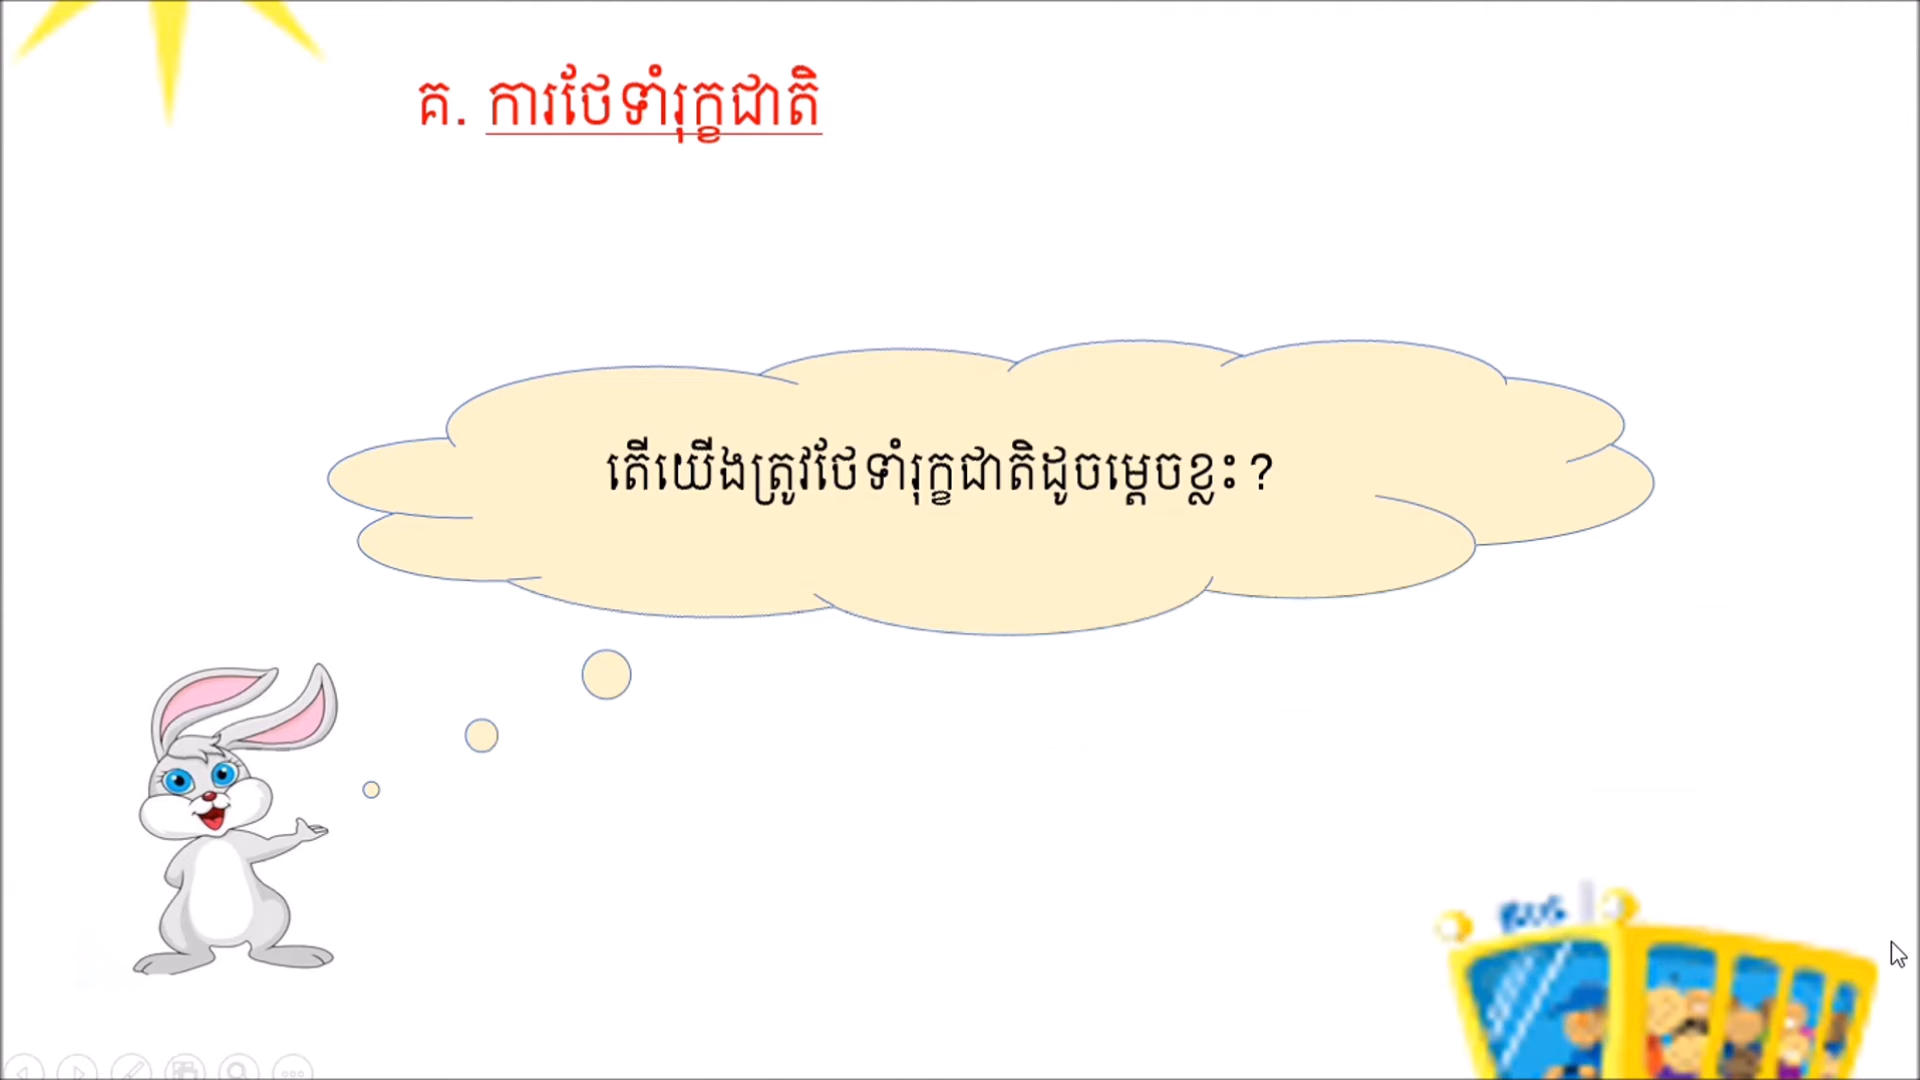 គ. ការថែទាំរុក្ខជាតិ
តើយើងត្រូវថែទាំរុក្ខជាតិដូចម្ដេចខ្លះ?
BUS